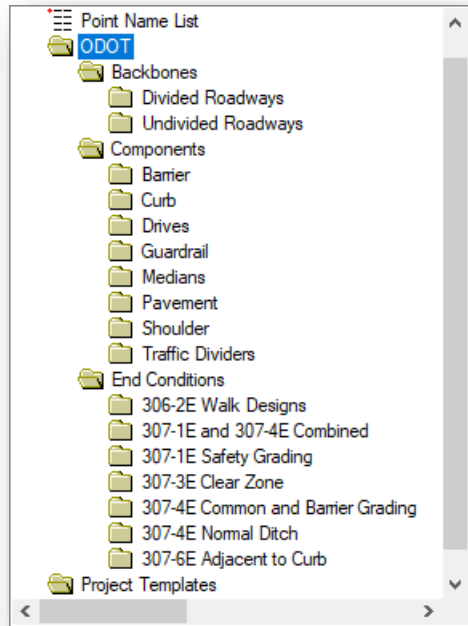 Point Name List
ODOT
Backbones
Divided Roadways
Undivided Roadways
Components
Barrier
Curb
Drives
Guardrail
Medians
Pavement
Shoulder
Traffic Dividers
End Conditions
306-2E Walk Designs
307-1E and 307-4E Combined
307-1E Safety Grading
307-3E Clear Zone
307-4E Common and Barrier Grading
307-4E Normal Ditch
307-6E Adjacent to Curb
Project Templates